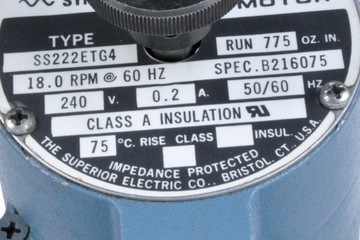 MOTOR
TYPE
SS222ETG4
RUN 775 OZ. IN.
18.0 RPM @ 60 HZ
SPEC. B216075
240 V. 0.2 A. 50/60 HZ
CLASS A INSULATION
75 °C. RISE CLASS INSUL.
IMPEDANCE PROTECTED
THE SUPERIOR ELECTRIC CO., BRISTOL, CT., U.S.A.